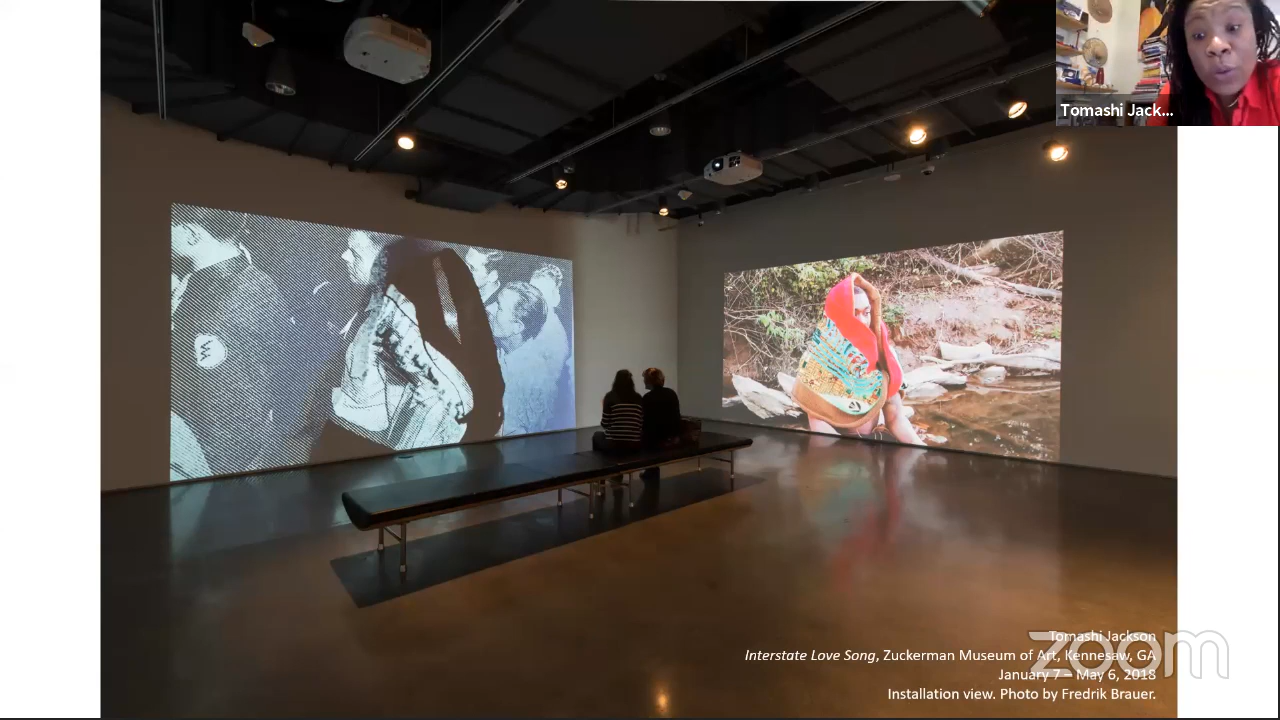 Tomashi Jack...
Tomashi Jackson
Interstate Love Song, Zuckerman Museum of Art, Kennesaw, GA
January 7 – May 6, 2018
Installation view. Photo by Fredrik Brauer.
zoom